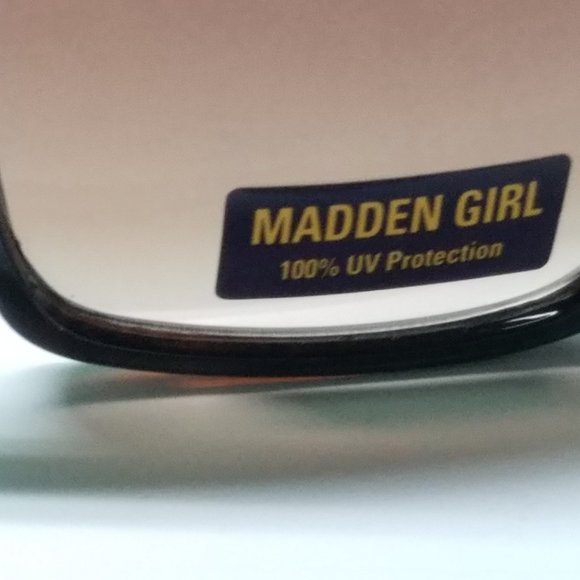 MADDEN GIRL
100% UV Protection